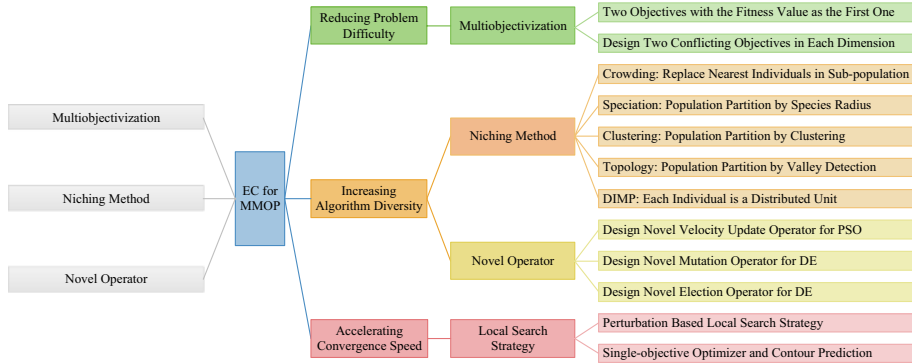 Multiobjectivization
Niching Method
Novel Operator
EC for
MMOP
Reducing Problem
Difficulty
Multiobjectivization
Two Objectives with the Fitness Value as the First One
Design Two Conflicting Objectives in Each Dimension
Increasing
Algorithm Diversity
Niching Method
Crowding: Replace Nearest Individuals in Sub-population
Speciation: Population Partition by Species Radius
Clustering: Population Partition by Clustering
Topology: Population Partition by Valley Detection
DIMP: Each Individual is a Distributed Unit
Novel Operator
Design Novel Velocity Update Operator for PSO
Design Novel Mutation Operator for DE
Design Novel Election Operator for DE
Accelerating
Convergence Speed
Local Search
Strategy
Perturbation Based Local Search Strategy
Single-objective Optimizer and Contour Prediction